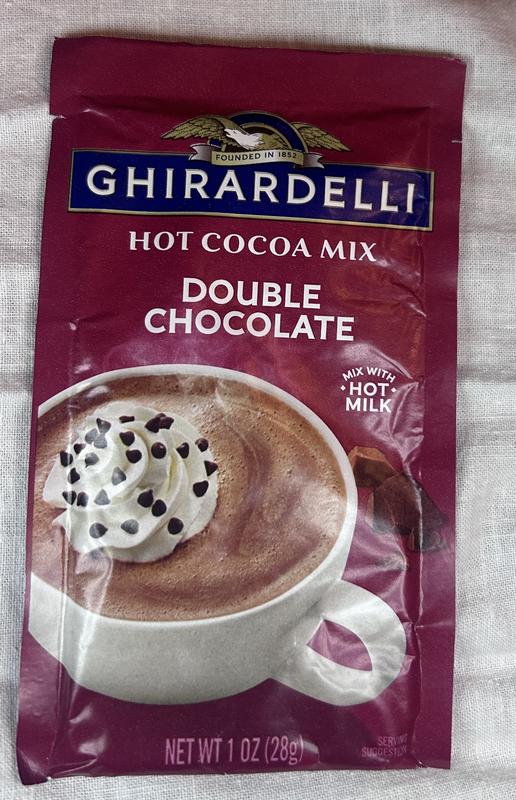 FOUNDED IN 1852
GHIRARDELLI
HOT COCOA MIX
DOUBLE
CHOCOLATE
MIX WITH
HOT
MILK
NET WT 1 OZ (28g)
SERVING
SUGGESTION